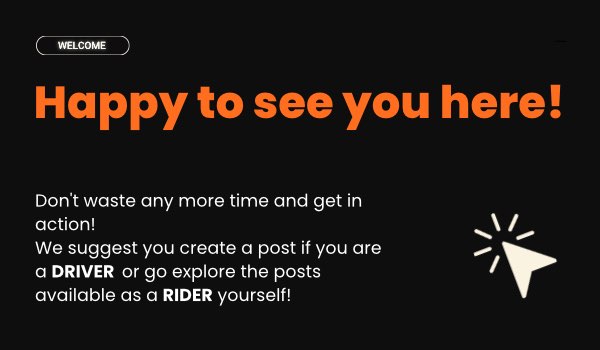 WELCOME
Happy to see you here!
Don't waste any more time and get in
action!
We suggest you create a post if you are
a DRIVER or go explore the posts
available as a RIDER yourself!